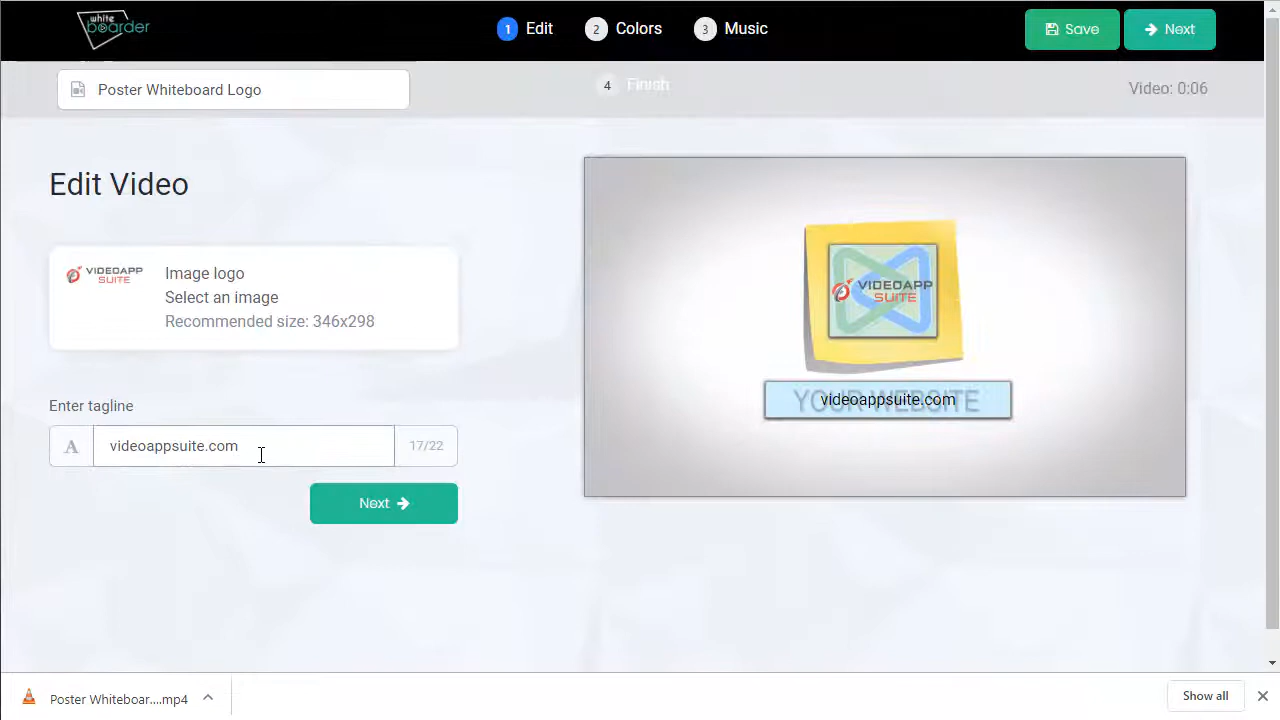 white
boarder
1 Edit
2 Colors
3 Music
Save
Next
Poster Whiteboard Logo
4 Finish
Video: 0:06
Edit Video
VIDEOAPP
SUITE
Image logo
Select an image
Recommended size: 346x298
VIDEOAPP
SUITE
YOUR WEBSITE
videoappsuite.com
Enter tagline
A videoappsuite.com 17/22
Next
Poster Whiteboar....mp4
Show all